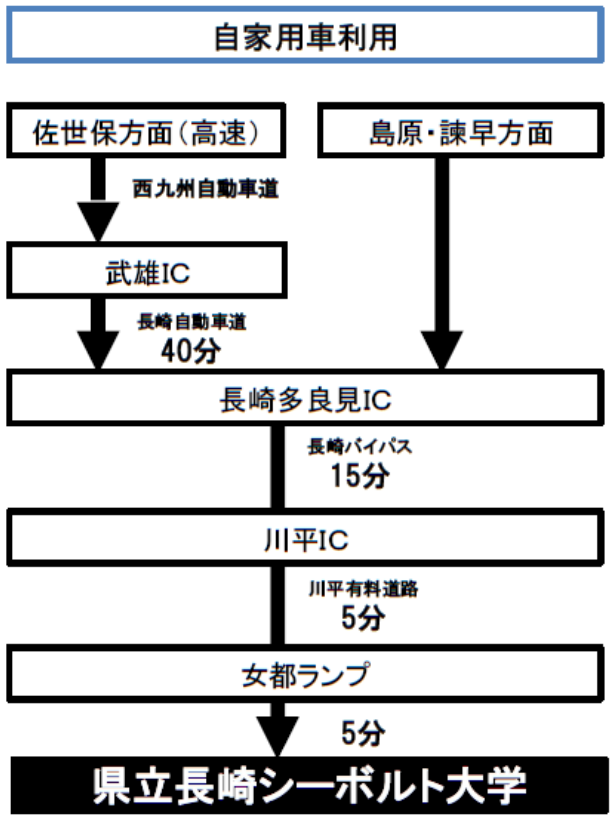 自家用車利用
佐世保方面（高速）
島原・諫早方面
西九州自動車道
武雄IC
長崎自動車道
40分
長崎多良見IC
長崎バイパス
15分
川平IC
川平有料道路
5分
女都ランプ
5分
県立長崎シーボルト大学